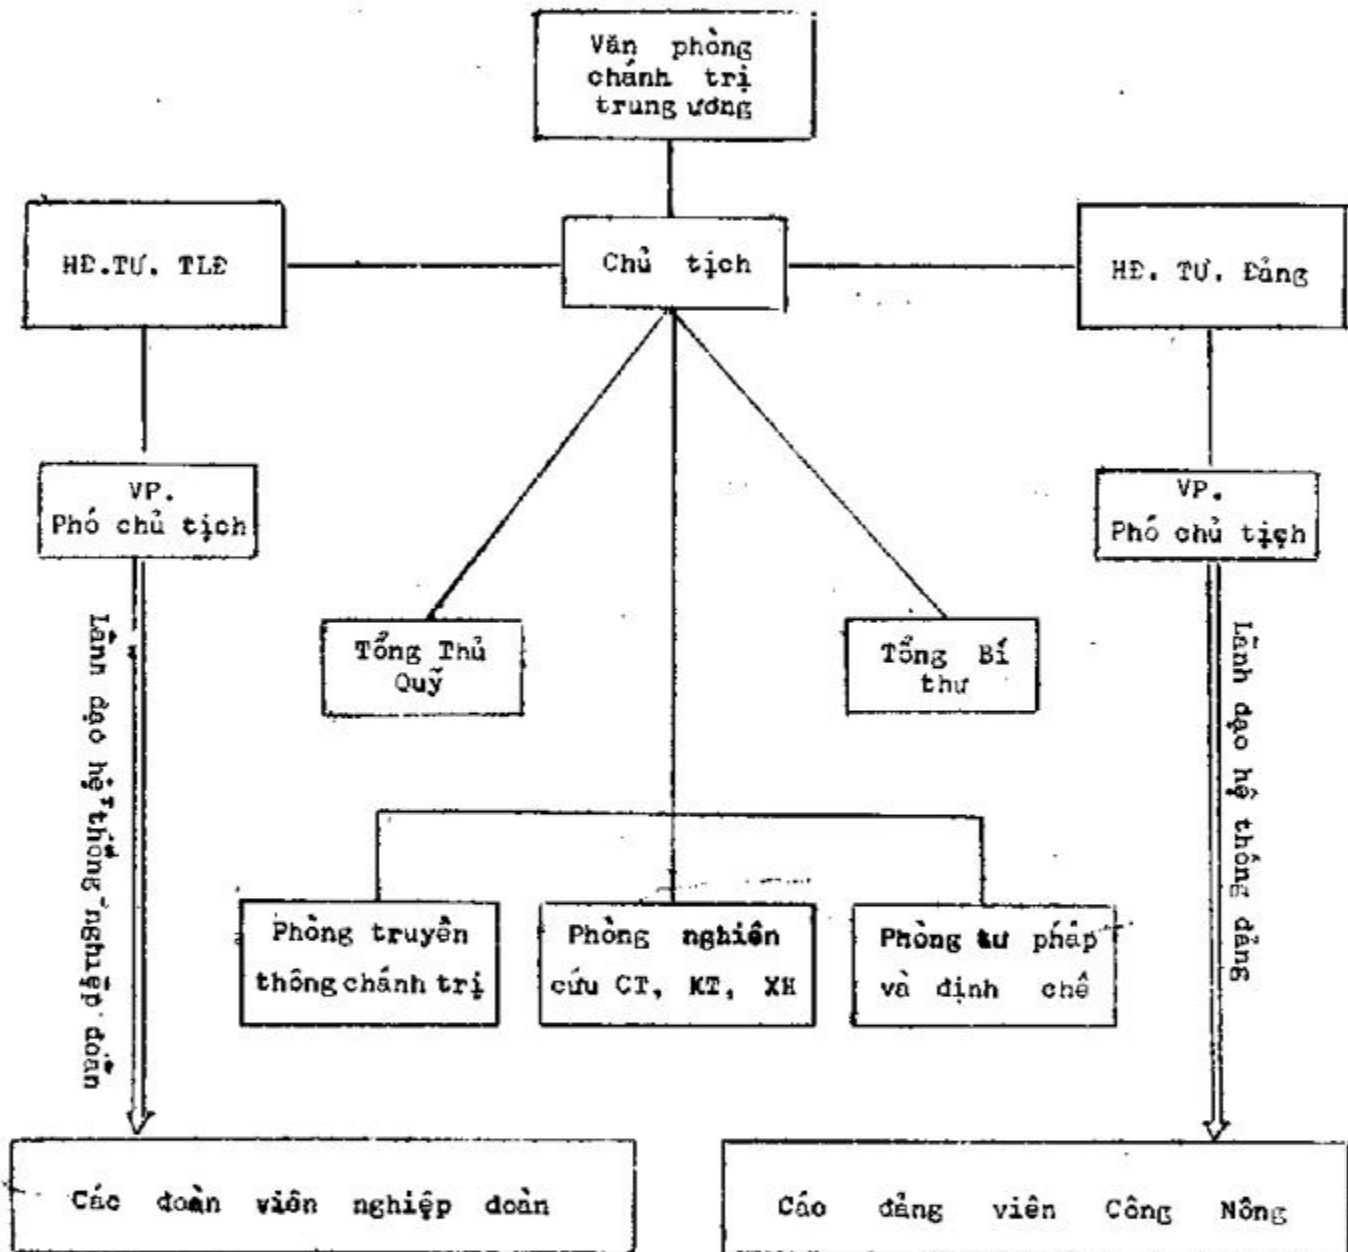 Văn phòng
chánh trị
trung ương
HĐ.TƯ. TLĐ
Chủ tịch
HĐ. TƯ. Đảng
VP.
Phó chủ tịch
VP.
Phó chủ tịch
Tổng Thủ
Quỹ
Tổng Bí
thư
Lãnh đạo hệ thống nghiệp đoàn
Lãnh đạo hệ thống đảng
Phòng truyền
thông chánh trị
Phòng nghiên
cứu CT, KT, XH
Phòng tư pháp
và định chế
Các đoàn viên nghiệp đoàn
Các đảng viên Công Nông